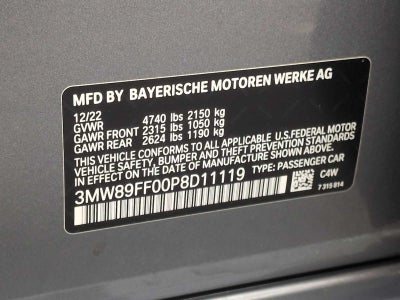 MFD BY BAYERISCHE MOTOREN WERKE AG
12/22
GVWR 4740 lbs 2150 kg
GAWR FRONT 2315 lbs 1050 kg
GAWR REAR 2624 lbs 1190 kg
THIS VEHICLE CONFORMS TO ALL APPLICABLE U.S.FEDERAL MOTOR
VEHICLE SAFETY, BUMPER, AND THEFT PREVENTION STANDARDS
IN EFFECT ON THE DATE OF MANUFACTURE SHOWN ABOVE.
3MW89FF00P8D11119 TYPE: PASSENGER CAR
C4W
7 315 814